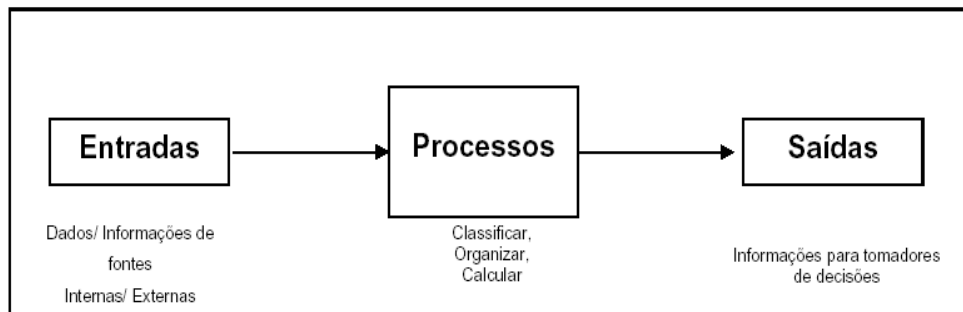 Entradas
Processos
Saídas
Dados/ Informações de
fontes
Internas/ Externas
Classificar,
Organizar,
Calcular
Informações para tomadores
de decisões